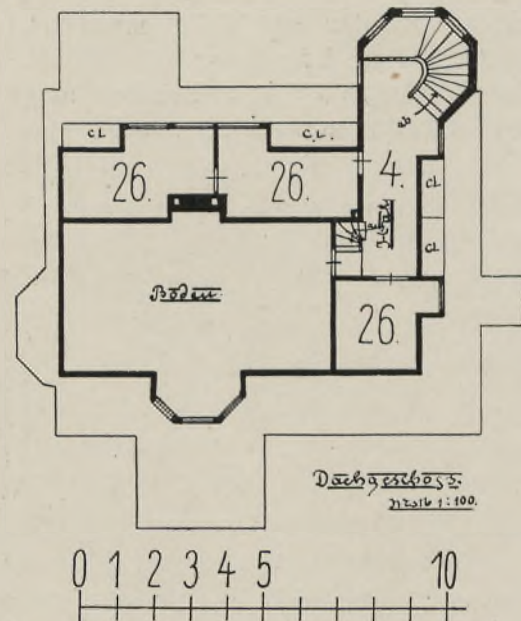 CL.
CL.
26.
26.
4.
ab
CL
CL
Boden.
26.
Dachgeschoss.
1:100.
0 1 2 3 4 5 10